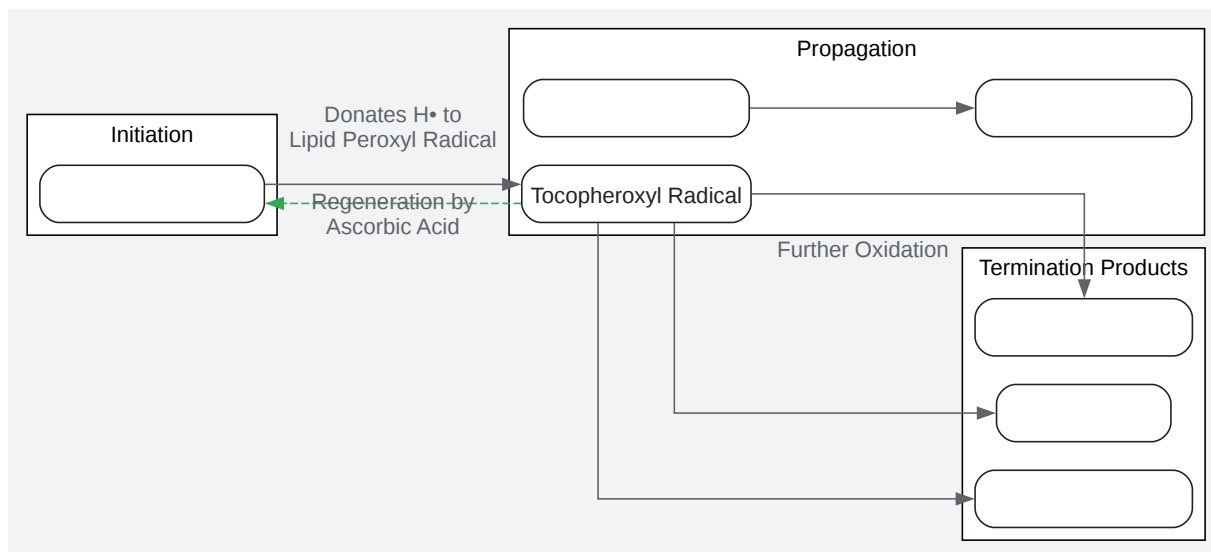 Propagation
Donates H• to
Lipid Peroxyl Radical
Initiation
Tocopheroxyl Radical
Regeneration by
Ascorbic Acid
Further Oxidation
Termination Products